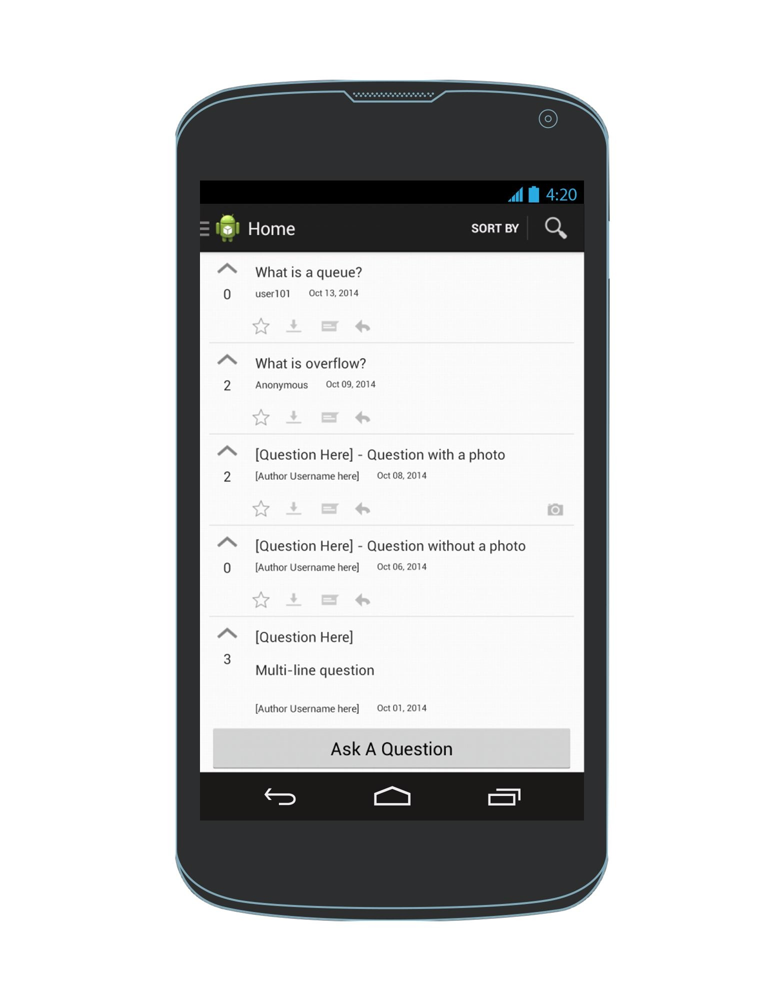 4:20
Home SORT BY
What is a queue?
0
user101 Oct 13, 2014
What is overflow?
2
Anonymous Oct 09, 2014
[Question Here] - Question with a photo
2
[Author Username here] Oct 08, 2014
[Question Here] - Question without a photo
0
[Author Username here] Oct 06, 2014
[Question Here]
3
Multi-line question
[Author Username here] Oct 01, 2014
Ask A Question